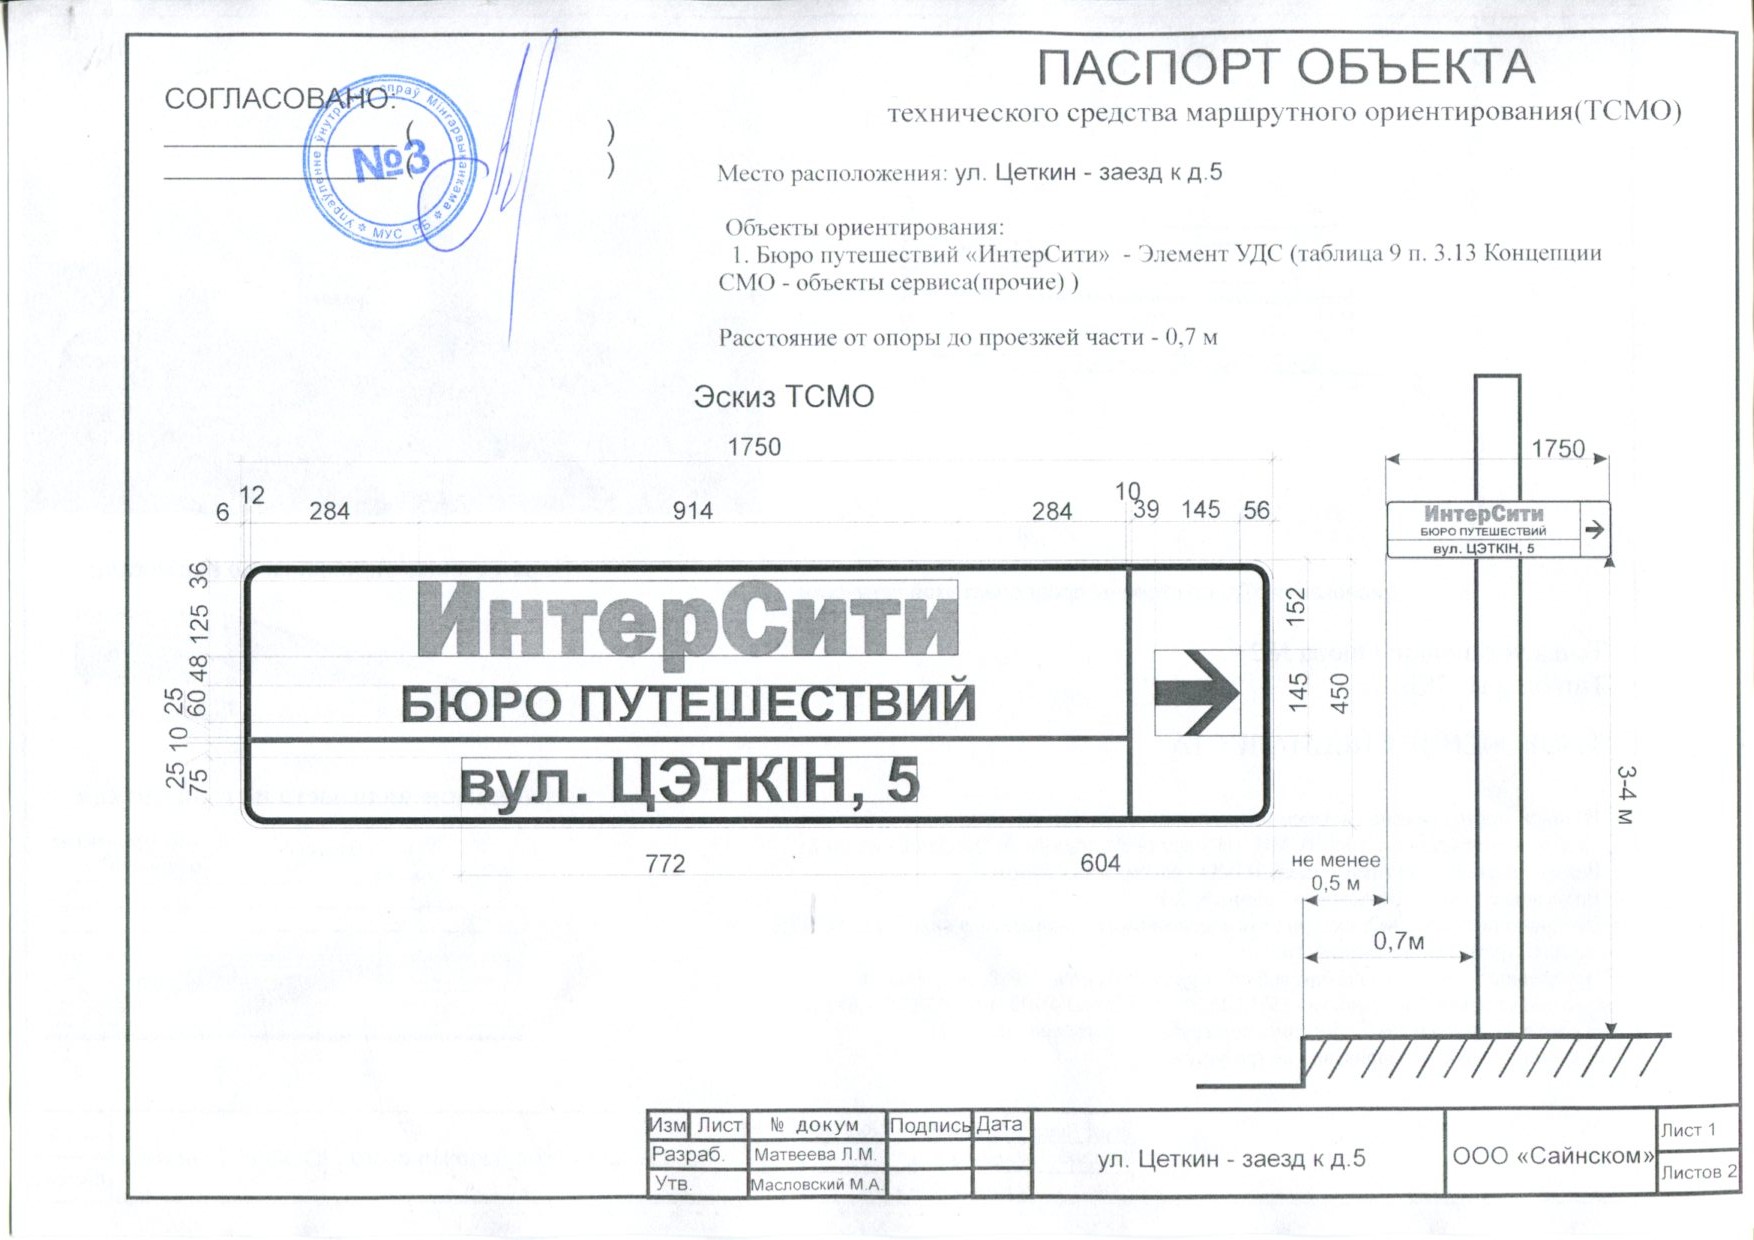 СОГЛАСОВАНО:
( )
( )
ўпраўленне ўнутраных спраў Мінгарвыканкама
МУС РБ
№3
ПАСПОРТ ОБЪЕКТА
технического средства маршрутного ориентирования(ТСМО)
Место расположения: ул. Цеткин - заезд к д.5
Объекты ориентирования:
1. Бюро путешествий «ИнтерСити» - Элемент УДС (таблица 9 п. 3.13 Концепции
СМО - объекты сервиса(прочие) )
Расстояние от опоры до проезжей части - 0,7 м
Эскиз ТСМО
1750
6 12 284 914 284 10 39 145 56
36
125
48
60
25
10
75
25
ИнтерСити
БЮРО ПУТЕШЕСТВИЙ
вул. ЦЭТКІН, 5
152
145
450
772 604
1750
ИнтерСити
БЮРО ПУТЕШЕСТВИЙ
вул. ЦЭТКІН, 5
3-4 м
не менее
0,5 м
0,7м
Изм Лист № докум Подпись Дата
Разраб. Матвеева Л.М.
Утв. Масловский М.А.
ул. Цеткин - заезд к д.5
ООО «Сайнском»
Лист 1
Листов 2